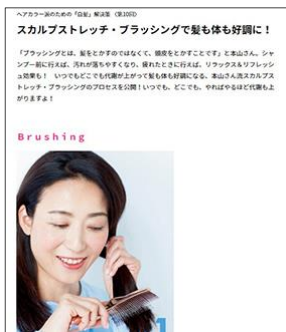 ヘアカラー派のための「白髪」解決策 〈第10回〉
スカルプストレッチ・ブラッシングで髪も体も好調に！
「ブラッシングとは、髪をとかすのではなくて、頭皮をとかすことです」と本山さん。シャ
ンプー前に行えば、汚れが落ちやすくなり、疲れたときに行えば、リラックス＆リフレッシ
ュ効果も！　いつでもどこでも代謝が上がって髪も体も好調になる、本山さん流スカルプス
トレッチ・ブラッシングのプロセスを公開！いつでも、どこでも、やればやるほど代謝も上
がりますよ！
Brushing
1